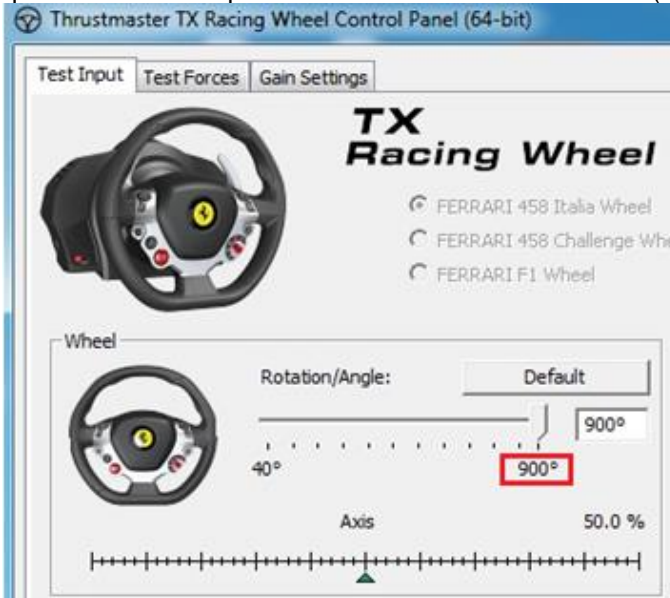 Thrustmaster TX Racing Wheel Control Panel (64-bit)
Test Input Test Forces Gain Settings
TX
Racing Wheel
FERRARI 458 Italia Wheel
FERRARI 458 Challenge Whe
FERRARI F1 Wheel
Wheel
Rotation/Angle: Default
900°
40° 900°
Axis 50.0 %